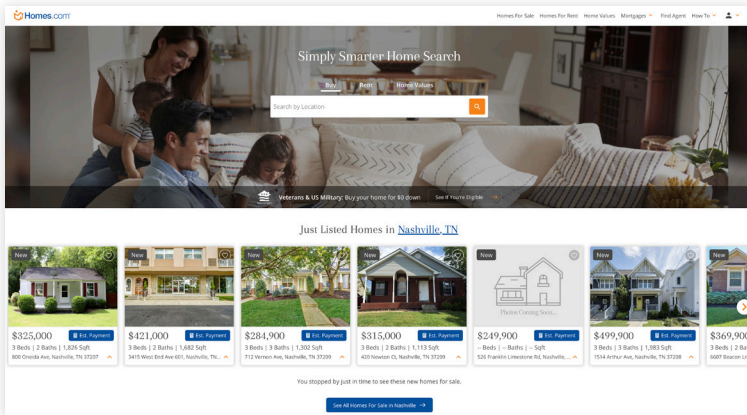 Homes.com
Homes For Sale Homes For Rent Home Values Mortgages Find Agent How To
Simply Smarter Home Search
Buy Rent Home Values
Search by Location
Veterans & US Military: Buy your home for $0 down See If You're Eligible →
Just Listed Homes in Nashville, TN
New New New New New New
Photos Coming Soon...
$325,000 Est. Payment $421,000 Est. Payment $284,900 Est. Payment $315,000 Est. Payment $249,900 Est. Payment $499,900 Est. Payment $369,900
3 Beds | 2 Baths | 1,826 Sqft 3 Beds | 2 Baths | 1,682 Sqft 3 Beds | 3 Baths | 1,302 Sqft 3 Beds | 2 Baths | 1,113 Sqft -- Beds | -- Baths | -- Sqft 3 Beds | 3 Baths | 1,983 Sqft 3 Beds | 2 Ba
800 Oneida Ave, Nashville, TN 37207 3415 West End Ave 601, Nashville, TN... 712 Vernon Ave, Nashville, TN 37209 420 Newton Ct, Nashville, TN 37209 526 Franklin Limestone Rd, Nashville, ... 1514 Arthur Ave, Nashville, TN 37208 6607 Beacon
You stopped by just in time to see these new homes for sale.
See All Homes For Sale in Nashville →